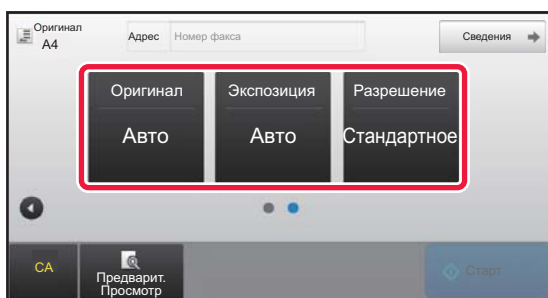 Оригинал
A4
Адрес Номер факса
Сведения
Оригинал Экспозиция Разрешение
Авто Авто Стандартное
CA
Предварит.
Просмотр
Старт